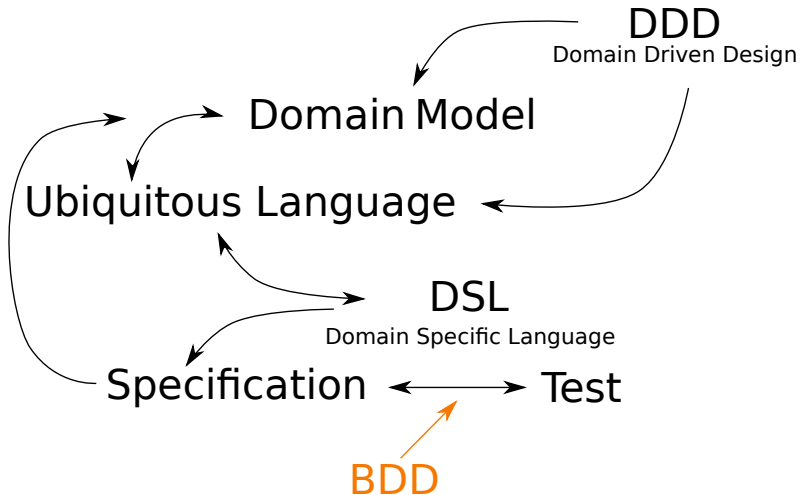 DDD
Domain Driven Design
Domain Model
Ubiquitous Language
DSL
Domain Specific Language
Specification
Test
BDD